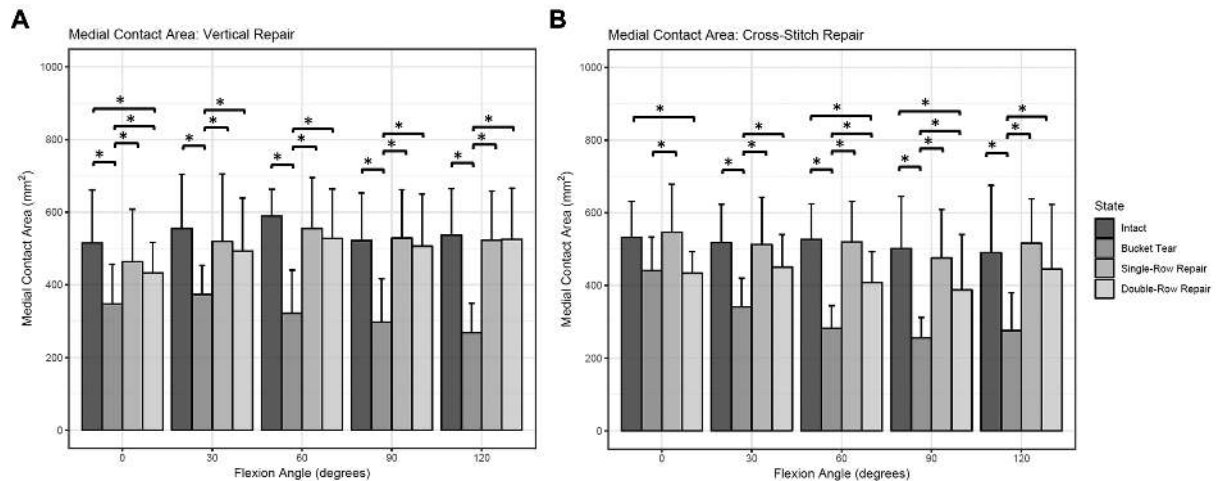 A
Medial Contact Area: Vertical Repair
1000
800
600
400
200
0
Medial Contact Area (mm²)
* * * *
* * *
* * *
* * *
* * *
0 30 60 90 120
Flexion Angle (degrees)
B
Medial Contact Area: Cross-Stitch Repair
1000
800
600
400
200
0
Medial Contact Area (mm²)
* *
* * *
* * * *
* * * *
* * *
0 30 60 90 120
Flexion Angle (degrees)
State
Intact
Bucket Tear
Single-Row Repair
Double-Row Repair